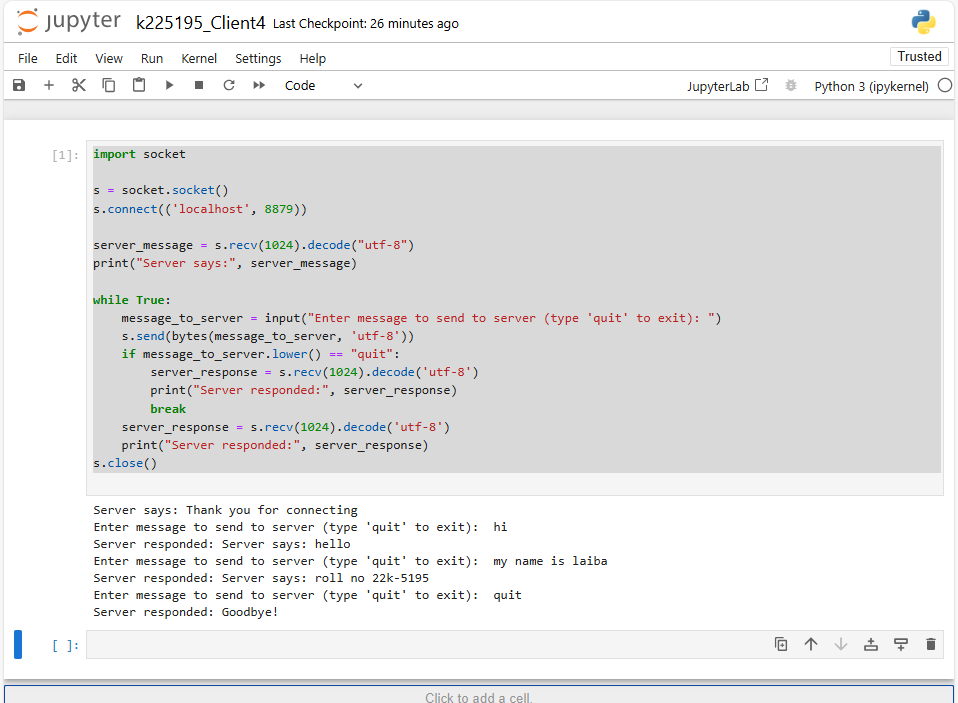 jupyter k225195_Client4 Last Checkpoint: 26 minutes ago
File Edit View Run Kernel Settings Help Trusted
Code JupyterLab Python 3 (ipykernel)
[1]: import socket
s = socket.socket()
s.connect(('localhost', 8879))
server_message = s.recv(1024).decode("utf-8")
print("Server says:", server_message)
while True:
    message_to_server = input("Enter message to send to server (type 'quit' to exit): ")
    s.send(bytes(message_to_server, 'utf-8'))
    if message_to_server.lower() == "quit":
        server_response = s.recv(1024).decode('utf-8')
        print("Server responded:", server_response)
        break
    server_response = s.recv(1024).decode('utf-8')
    print("Server responded:", server_response)
s.close()
Server says: Thank you for connecting
Enter message to send to server (type 'quit' to exit):  hi
Server responded: Server says: hello
Enter message to send to server (type 'quit' to exit):  my name is laiba
Server responded: Server says: roll no 22k-5195
Enter message to send to server (type 'quit' to exit):  quit
Server responded: Goodbye!
[ ]:
Click to add a cell.